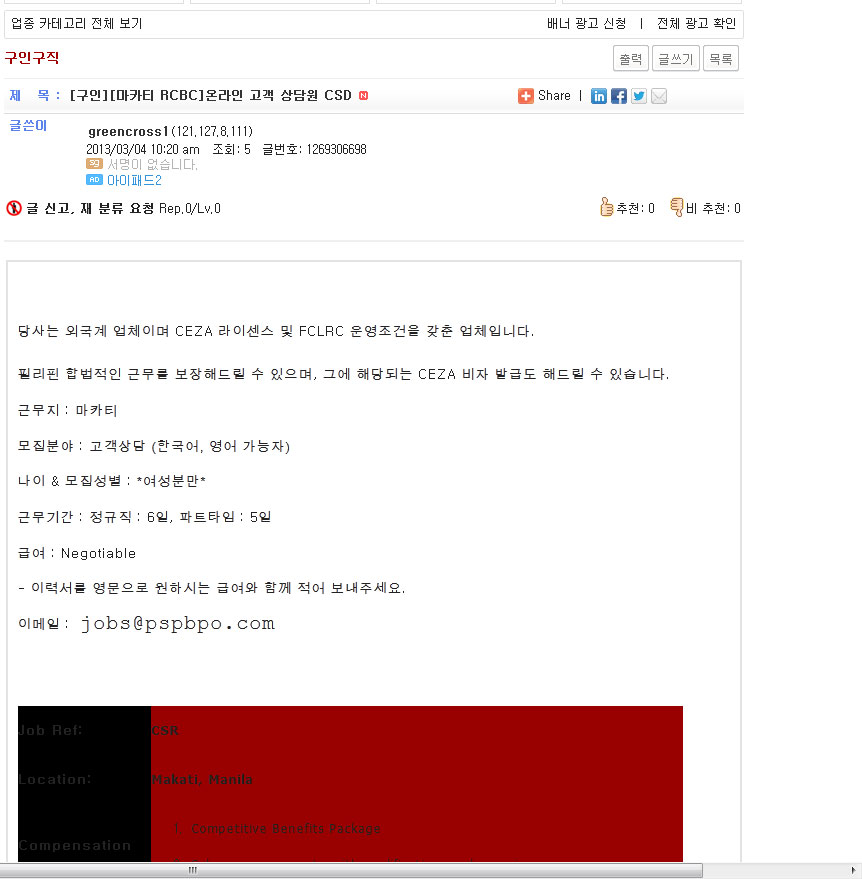 업종 카테고리 전체 보기
배너 광고 신청 | 전체 광고 확인
구인구직
출력 글쓰기 목록
제 목 : [구인][마카티 RCBC]온라인 고객 상담원 CSD N
Share |
글쓴이
greencross1 (121.127.8.111)
2013/03/04 10:20 am 조회: 5 글번호: 1269306698
서명이 없습니다.
AD 아이패드2
글 신고, 재 분류 요청 Rep.0/Lv.0
추천: 0 비 추천: 0
당사는 외국계 업체이며 CEZA 라이센스 및 FCLRC 운영조건을 갖춘 업체입니다.
필리핀 합법적인 근무를 보장해드릴 수 있으며, 그에 해당되는 CEZA 비자 발급도 해드릴 수 있습니다.
근무지 : 마카티
모집분야 : 고객상담 (한국어, 영어 가능자)
나이 & 모집성별 : *여성분만*
근무기간 : 정규직 : 6일, 파트타임 : 5일
급여 : Negotiable
- 이력서를 영문으로 원하시는 급여와 함께 적어 보내주세요.
이메일 : jobs@pspbpo.com
Job Ref: CSR
Location: Makati, Manila
1. Competitive Benefits Package
Compensation